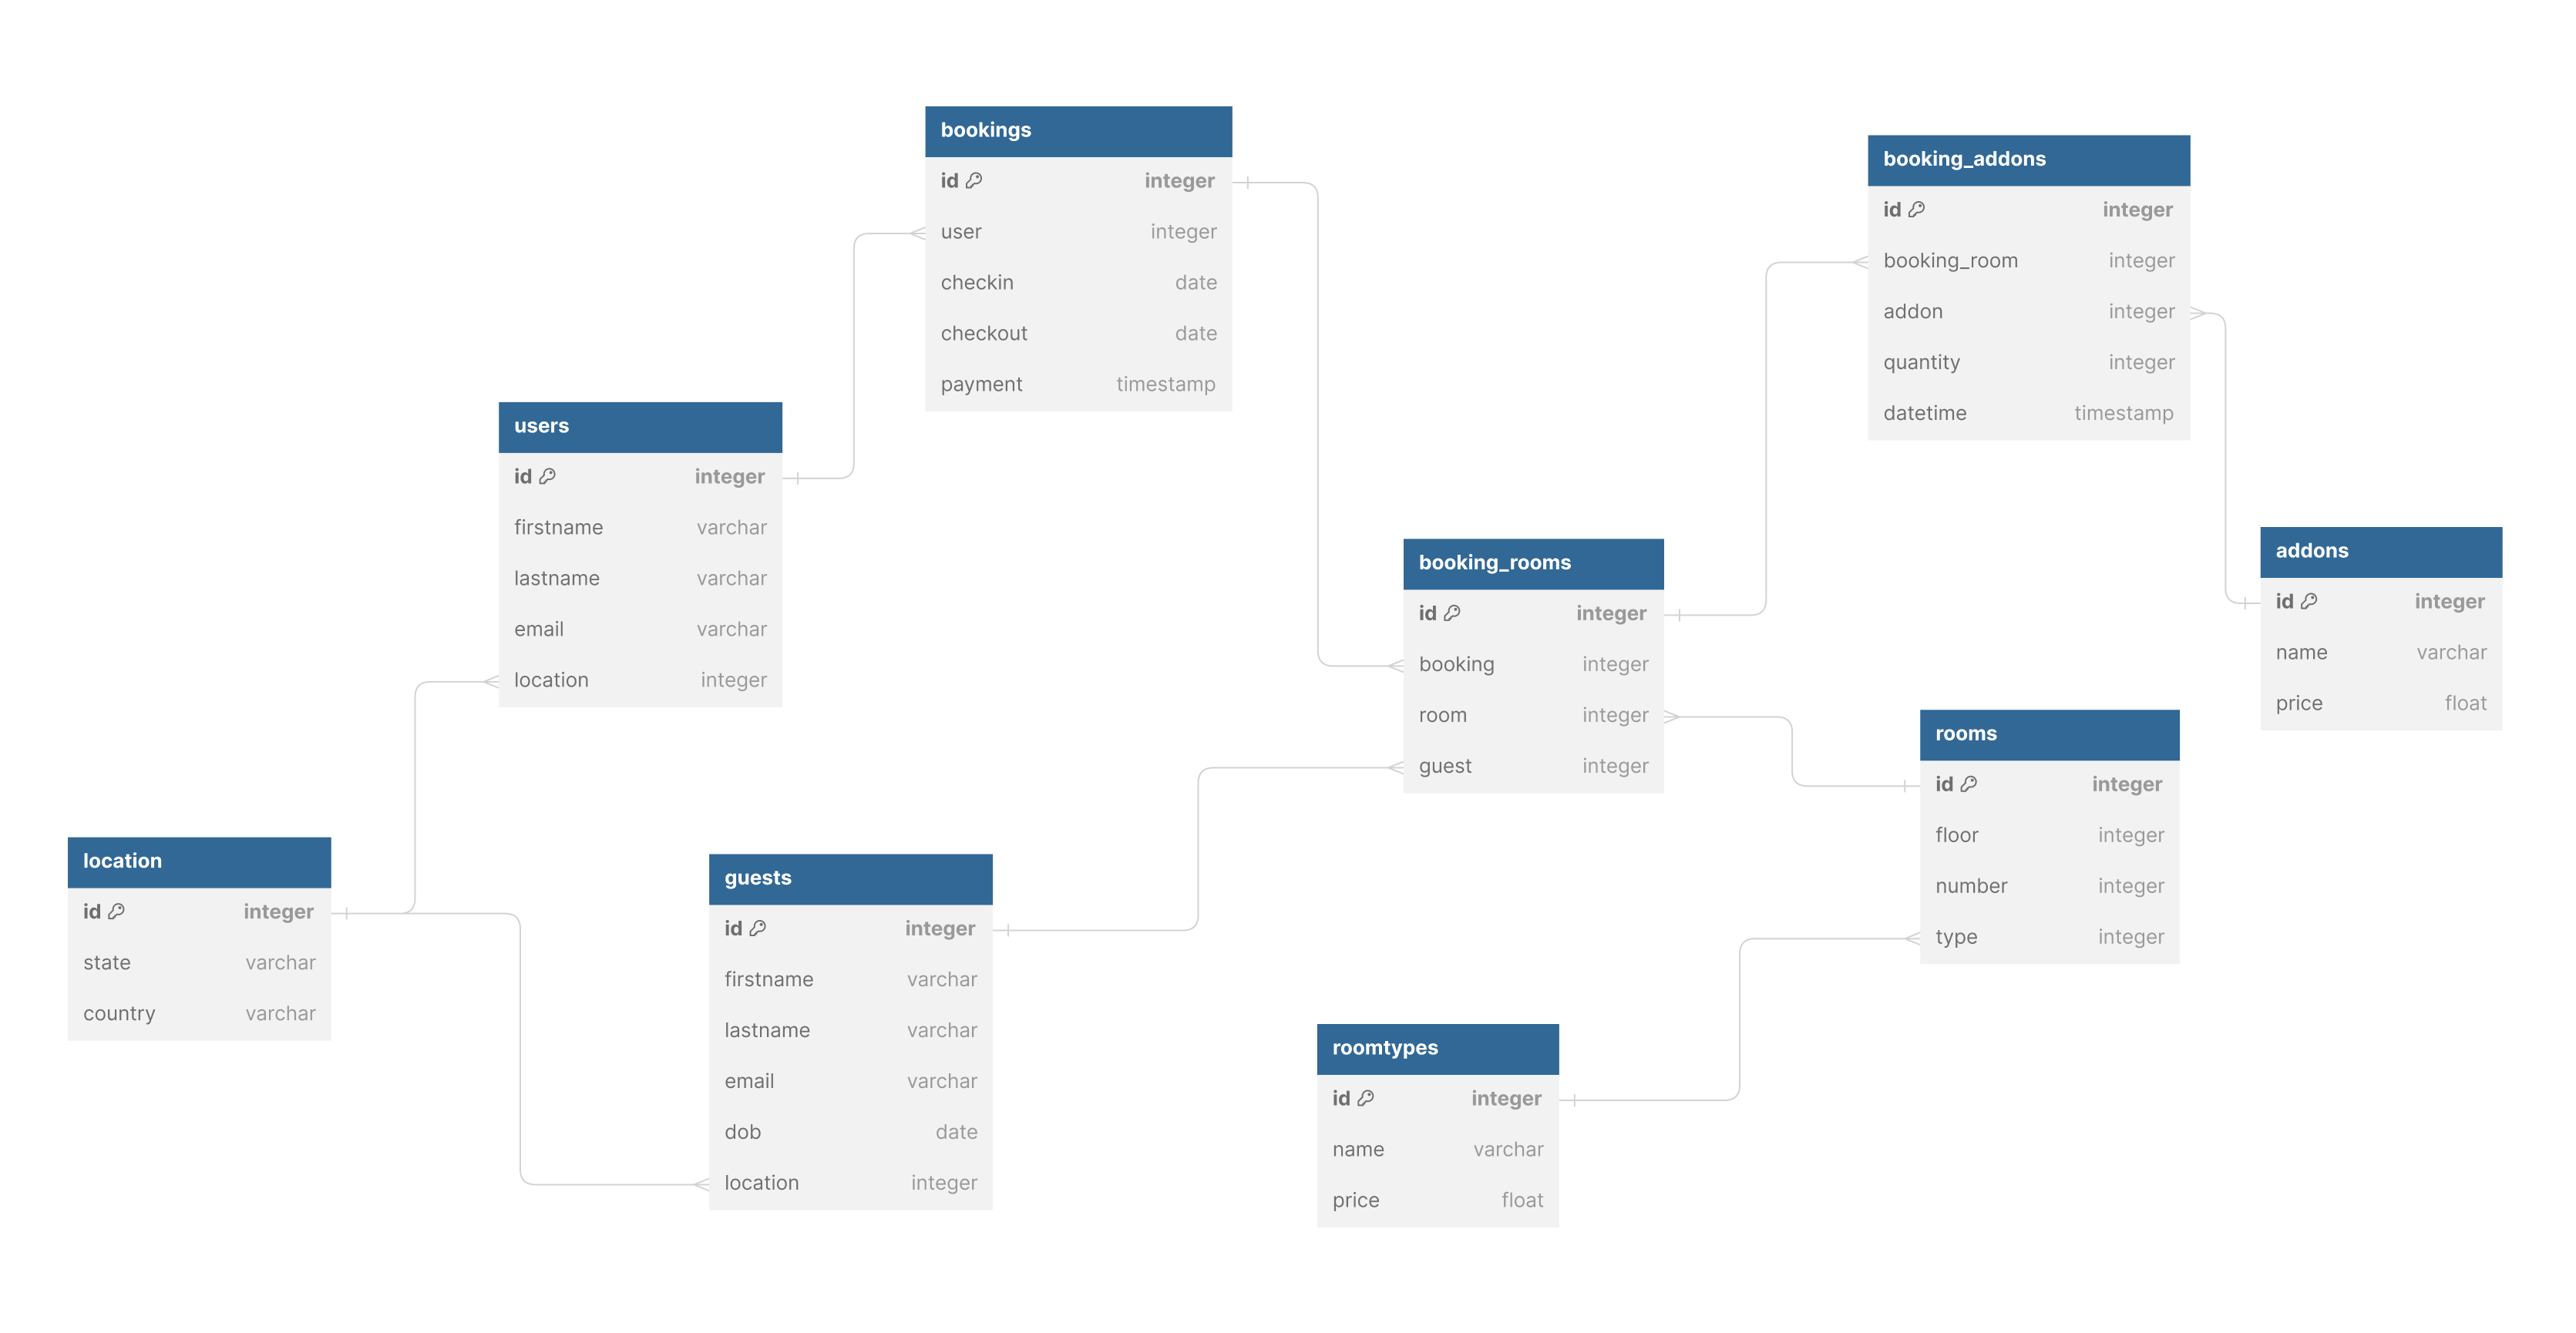 bookings
id integer
user integer
checkin date
checkout date
payment timestamp
booking_addons
id integer
booking_room integer
addon integer
quantity integer
datetime timestamp
users
id integer
firstname varchar
lastname varchar
email varchar
location integer
booking_rooms
id integer
booking integer
room integer
guest integer
addons
id integer
name varchar
price float
rooms
id integer
floor integer
number integer
type integer
location
id integer
state varchar
country varchar
guests
id integer
firstname varchar
lastname varchar
email varchar
dob date
location integer
roomtypes
id integer
name varchar
price float